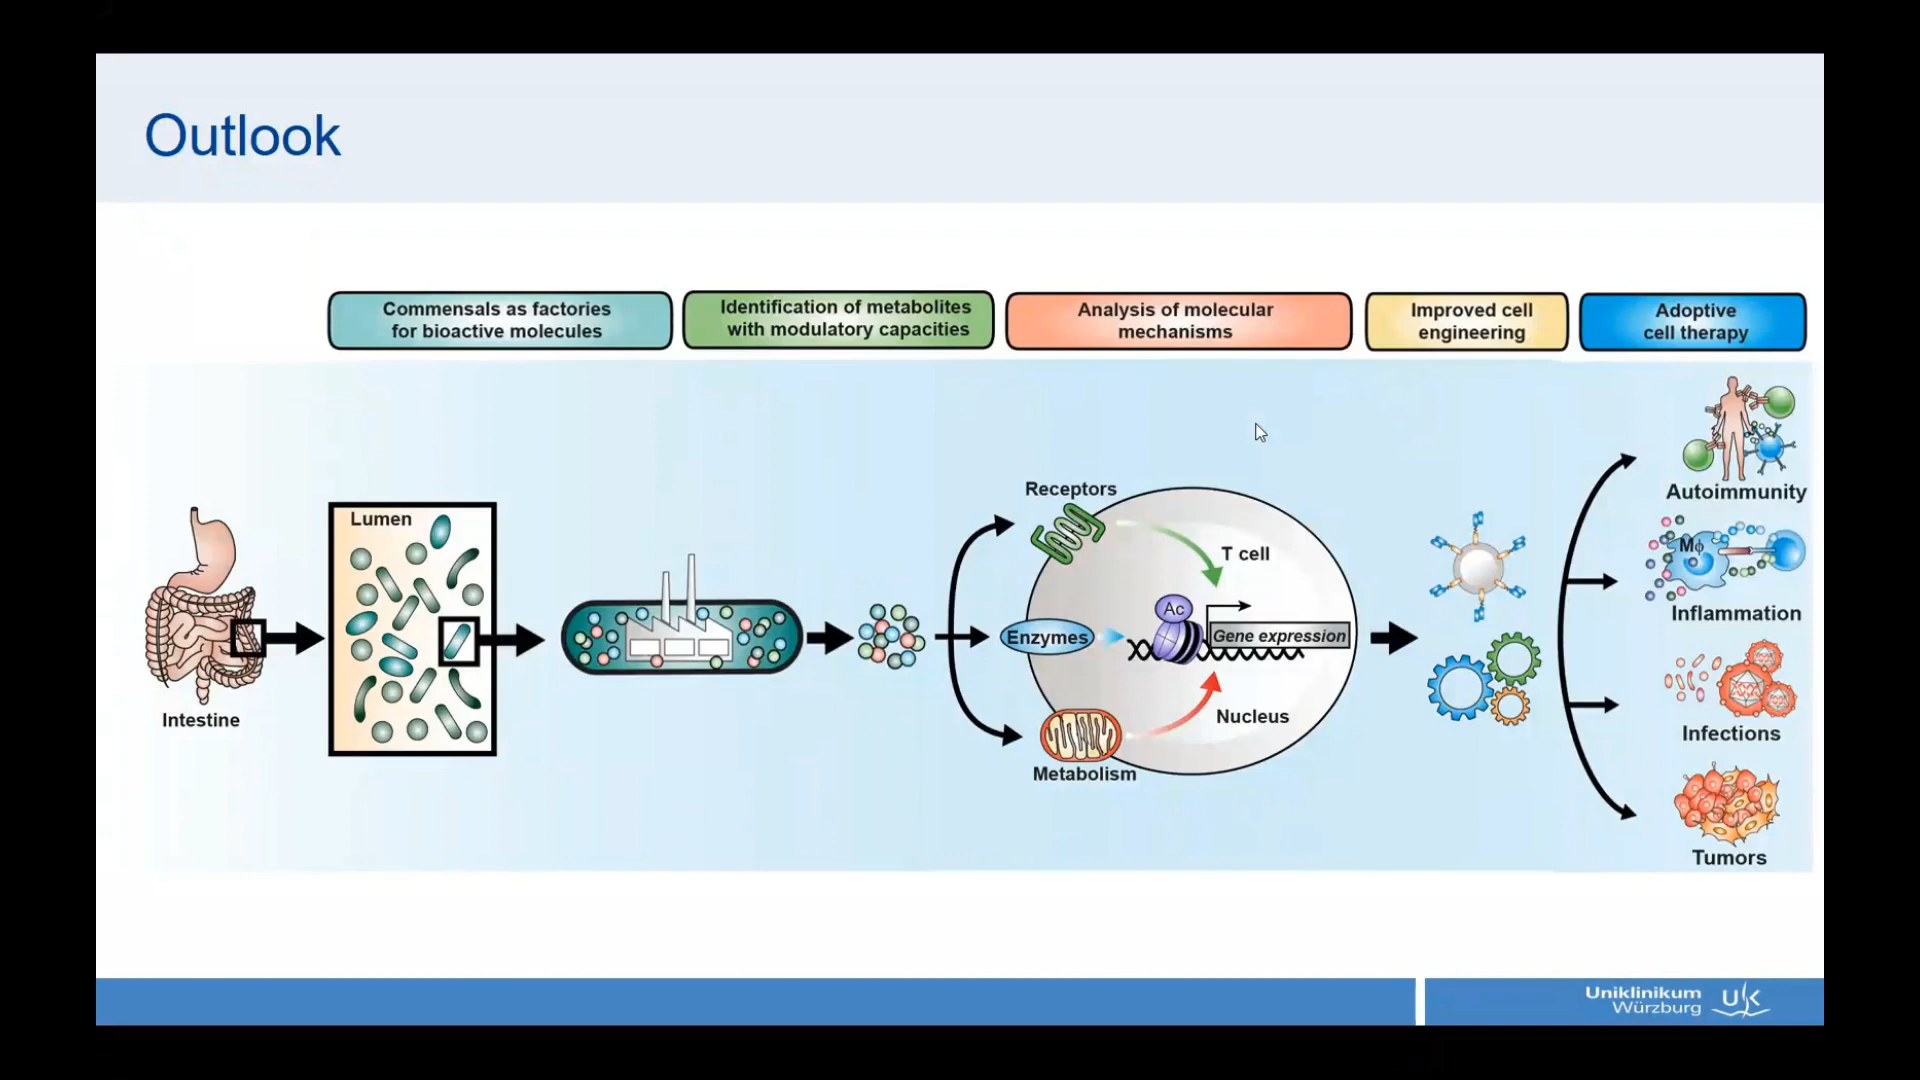 Outlook
Commensals as factories
for bioactive molecules
Identification of metabolites
with modulatory capacities
Analysis of molecular
mechanisms
Improved cell
engineering
Adoptive
cell therapy
Intestine
Lumen
Receptors
T cell
Ac
Enzymes
Gene expression
Nucleus
Metabolism
Autoimmunity
Mϕ
Inflammation
Infections
Tumors
Uniklinikum
Würzburg
UK